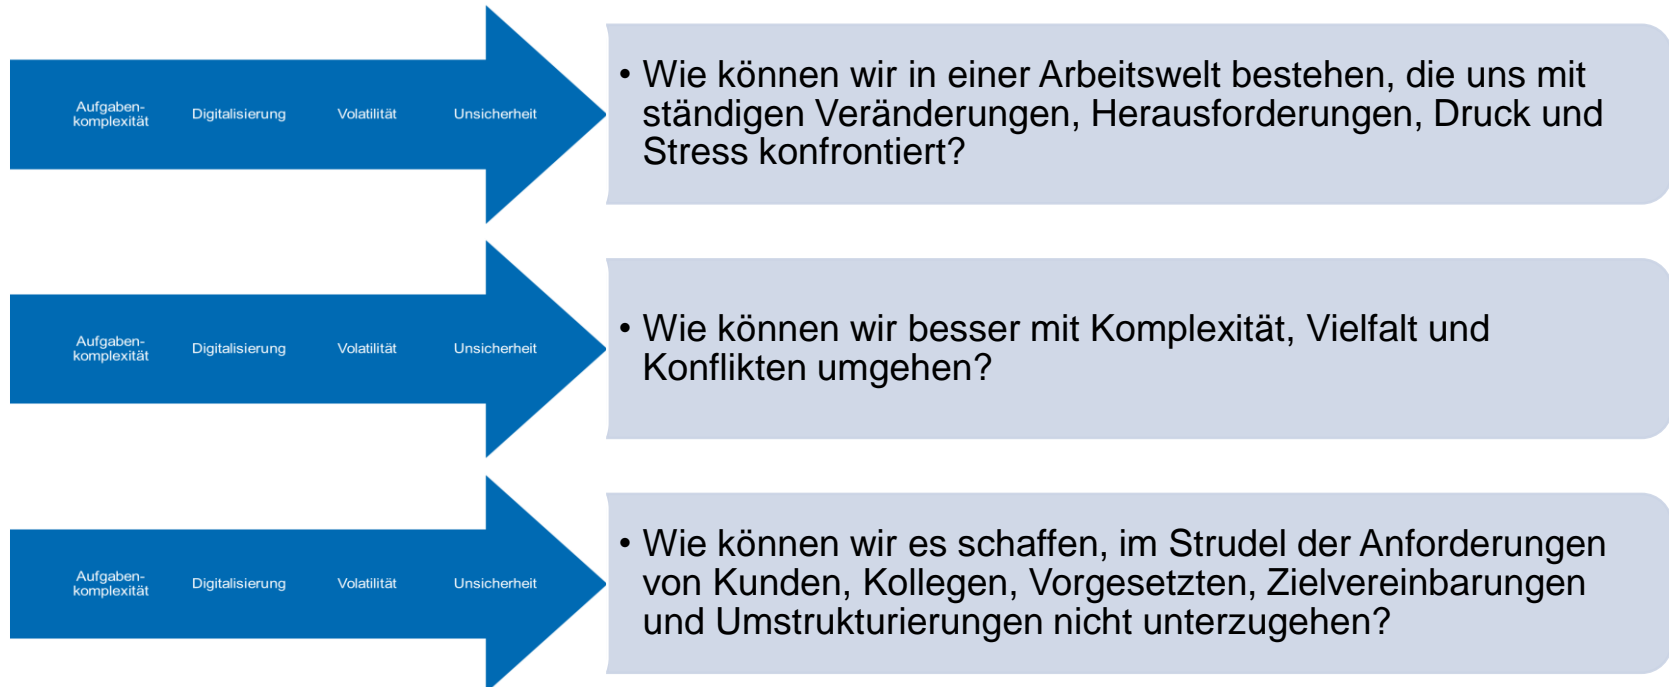 Aufgaben-
komplexität
Digitalisierung
Volatilität
Unsicherheit
• Wie können wir in einer Arbeitswelt bestehen, die uns mit
ständigen Veränderungen, Herausforderungen, Druck und
Stress konfrontiert?
Aufgaben-
komplexität
Digitalisierung
Volatilität
Unsicherheit
• Wie können wir besser mit Komplexität, Vielfalt und
Konflikten umgehen?
Aufgaben-
komplexität
Digitalisierung
Volatilität
Unsicherheit
• Wie können wir es schaffen, im Strudel der Anforderungen
von Kunden, Kollegen, Vorgesetzten, Zielvereinbarungen
und Umstrukturierungen nicht unterzugehen?